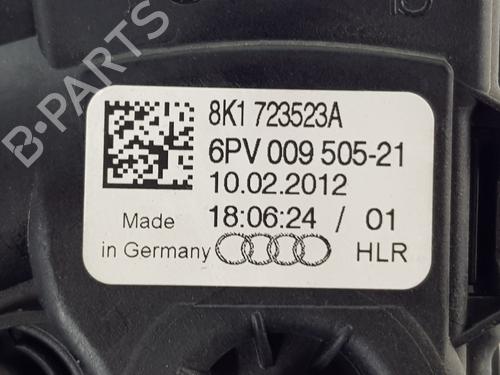 8K1 723523A
6PV 009 505-21
10.02.2012
Made 18:06:24 / 01
in Germany HLR
B-PARTS